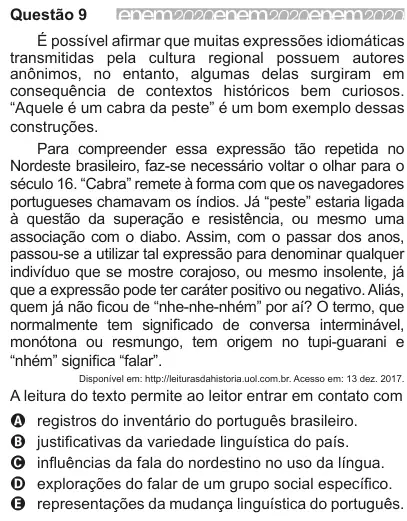 Questão 9 enem2020enem2020enem2020
É possível afirmar que muitas expressões idiomáticas
transmitidas pela cultura regional possuem autores
anônimos, no entanto, algumas delas surgiram em
consequência de contextos históricos bem curiosos.
“Aquele é um cabra da peste” é um bom exemplo dessas
construções.
Para compreender essa expressão tão repetida no
Nordeste brasileiro, faz-se necessário voltar o olhar para o
século 16. “Cabra” remete à forma com que os navegadores
portugueses chamavam os índios. Já “peste” estaria ligada
à questão da superação e resistência, ou mesmo uma
associação com o diabo. Assim, com o passar dos anos,
passou-se a utilizar tal expressão para denominar qualquer
indivíduo que se mostre corajoso, ou mesmo insolente, já
que a expressão pode ter caráter positivo ou negativo. Aliás,
quem já não ficou de “nhe-nhe-nhém” por aí? O termo, que
normalmente tem significado de conversa interminável,
monótona ou resmungo, tem origem no tupi-guarani e
“nhém” significa “falar”.
Disponível em: http://leiturasdahistoria.uol.com.br. Acesso em: 13 dez. 2017.
A leitura do texto permite ao leitor entrar em contato com
A registros do inventário do português brasileiro.
B justificativas da variedade linguística do país.
C influências da fala do nordestino no uso da língua.
D explorações do falar de um grupo social específico.
E representações da mudança linguística do português.